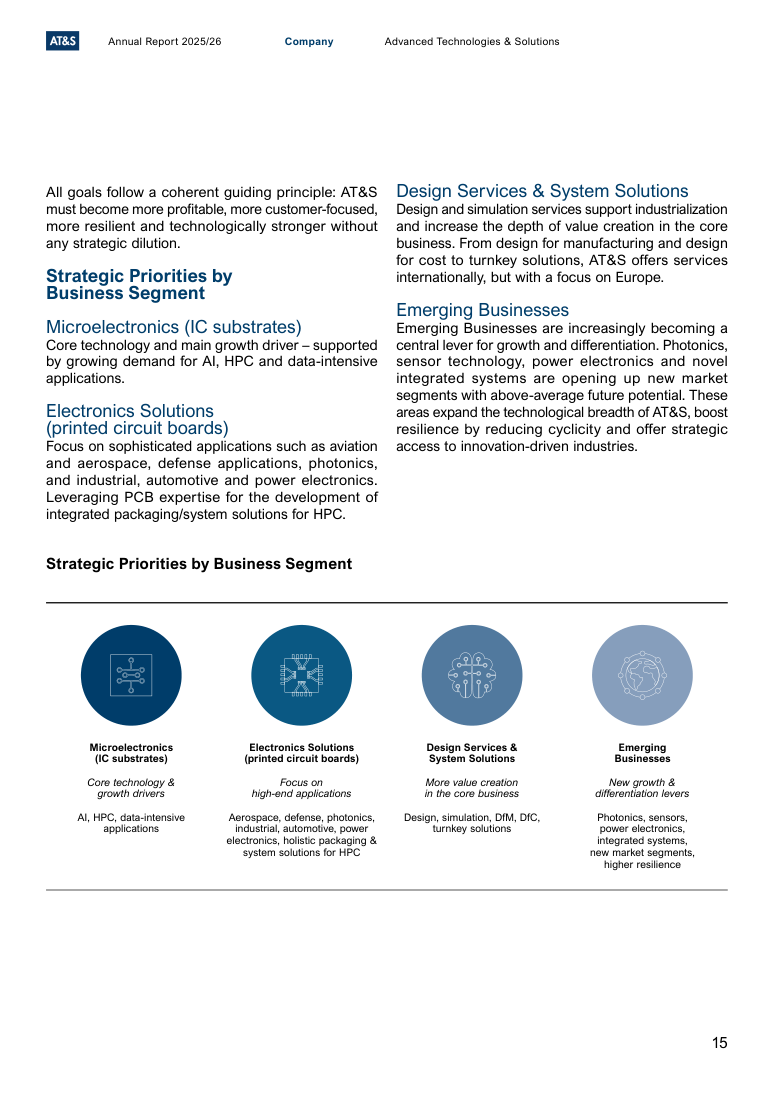 AT&S
Annual Report 2025/26
Company
Advanced Technologies & Solutions
All goals follow a coherent guiding principle: AT&S
must become more profitable, more customer-focused,
more resilient and technologically stronger without
any strategic dilution.
Strategic Priorities by
Business Segment
Microelectronics (IC substrates)
Core technology and main growth driver – supported
by growing demand for AI, HPC and data-intensive
applications.
Electronics Solutions
(printed circuit boards)
Focus on sophisticated applications such as aviation
and aerospace, defense applications, photonics,
and industrial, automotive and power electronics.
Leveraging PCB expertise for the development of
integrated packaging/system solutions for HPC.
Design Services & System Solutions
Design and simulation services support industrialization
and increase the depth of value creation in the core
business. From design for manufacturing and design
for cost to turnkey solutions, AT&S offers services
internationally, but with a focus on Europe.
Emerging Businesses
Emerging Businesses are increasingly becoming a
central lever for growth and differentiation. Photonics,
sensor technology, power electronics and novel
integrated systems are opening up new market
segments with above-average future potential. These
areas expand the technological breadth of AT&S, boost
resilience by reducing cyclicity and offer strategic
access to innovation-driven industries.
Strategic Priorities by Business Segment
Microelectronics
(IC substrates)
Core technology &
growth drivers
AI, HPC, data-intensive
applications
Electronics Solutions
(printed circuit boards)
Focus on
high-end applications
Aerospace, defense, photonics,
industrial, automotive, power
electronics, holistic packaging &
system solutions for HPC
Design Services &
System Solutions
More value creation
in the core business
Design, simulation, DfM, DfC,
turnkey solutions
Emerging
Businesses
New growth &
differentiation levers
Photonics, sensors,
power electronics,
integrated systems,
new market segments,
higher resilience
15